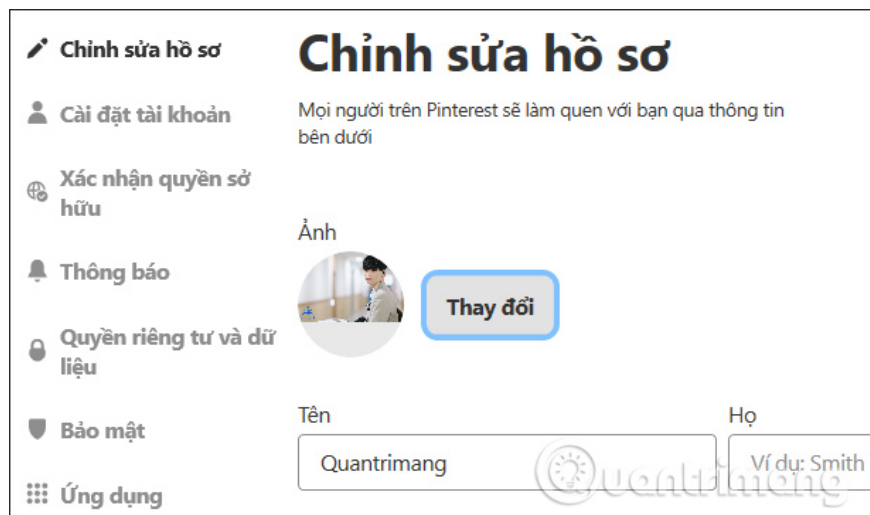 Chỉnh sửa hồ sơ
Cài đặt tài khoản
Xác nhận quyền sở
hữu
Thông báo
Quyền riêng tư và dữ
liệu
Bảo mật
Ứng dụng
Chỉnh sửa hồ sơ
Mọi người trên Pinterest sẽ làm quen với bạn qua thông tin
bên dưới
Ảnh
Thay đổi
Tên
Quantrimang
Họ
Ví dụ: Smith
Quantrimang